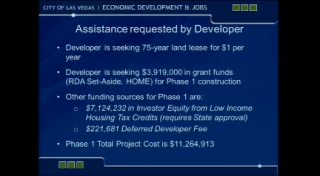 CITY OF LAS VEGAS | ECONOMIC DEVELOPMENT & JOBS
Assistance requested by Developer
• Developer is seeking 75-year land lease for $1 per
year
• Developer is seeking $3,919,000 in grant funds
(RDA Set-Aside, HOME) for Phase 1 construction
• Other funding sources for Phase 1 are:
o $7,124,232 in Investor Equity from Low Income
Housing Tax Credits (requires State approval)
o $221,681 Deferred Developer Fee
• Phase 1 Total Project Cost is $11,264,913